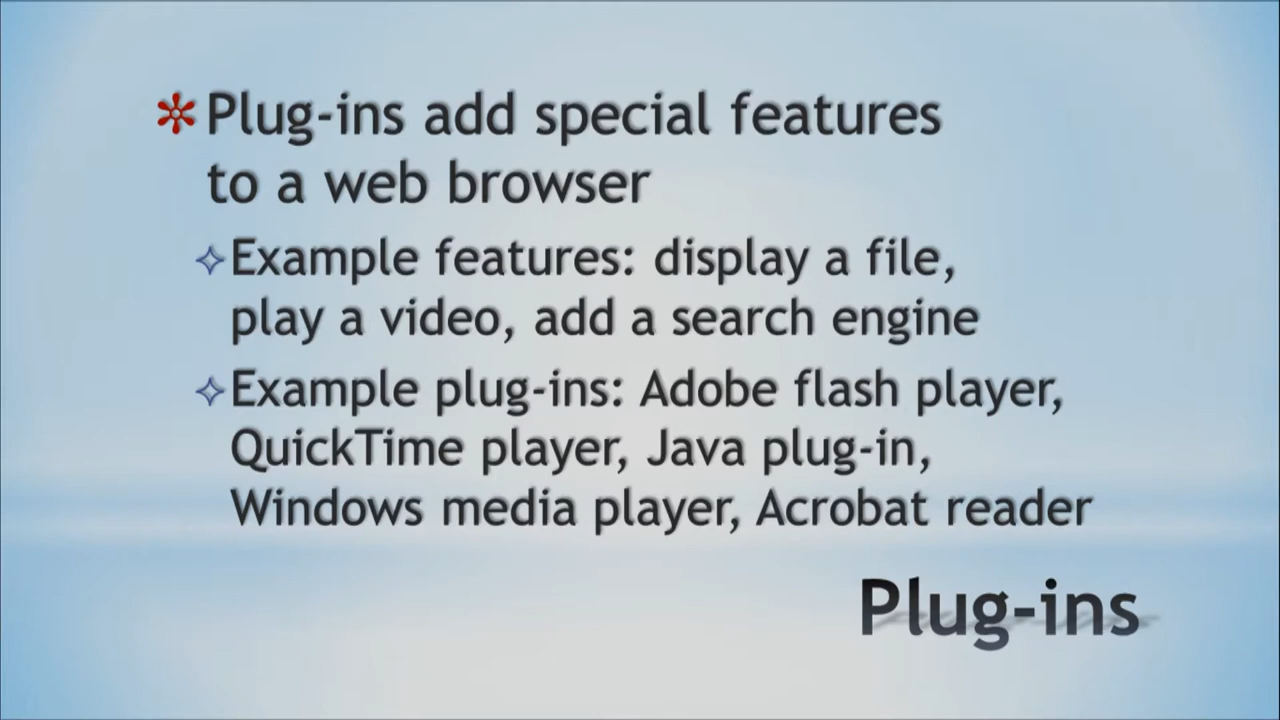 Plug-ins add special features
to a web browser
Example features: display a file,
play a video, add a search engine
Example plug-ins: Adobe flash player,
QuickTime player, Java plug-in,
Windows media player, Acrobat reader
Plug-ins